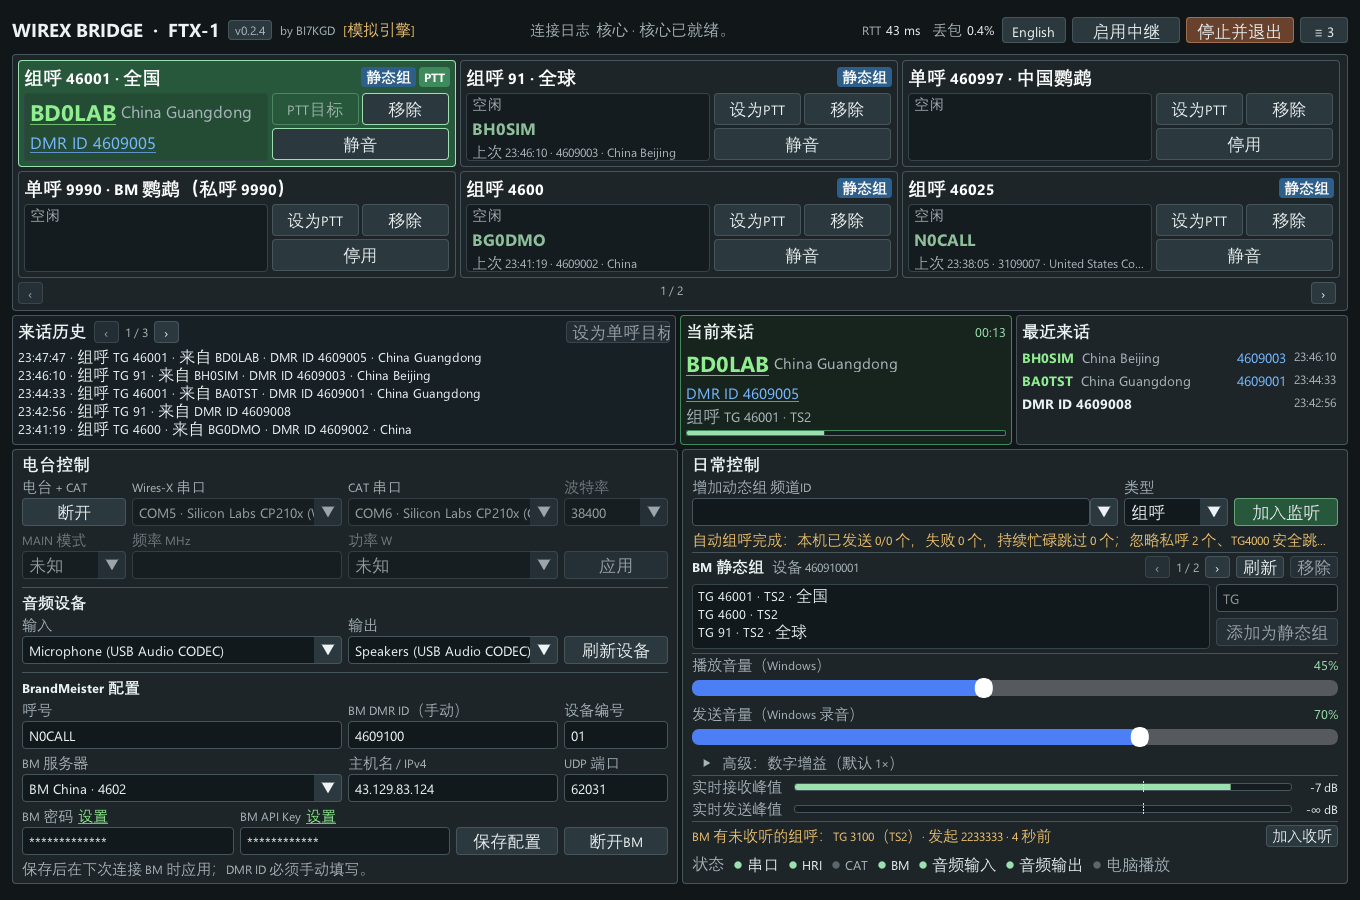 WIREX BRIDGE · FTX-1 v0.2.4 by BI7KGD [模拟引擎] 连接日志 核心 · 核心已就绪。 RTT 43 ms 丢包 0.4% English 启用中继 停止并退出 ≡ 3
组呼 46001 · 全国 静态组 PTT
BD0LAB China Guangdong PTT目标 移除
DMR ID 4609005 静音
组呼 91 · 全球 静态组
空闲 设为PTT 移除
BH0SIM
上次 23:46:10 · 4609003 · China Beijing 静音
单呼 460997 · 中国鹦鹉
空闲 设为PTT 移除
停用
单呼 9990 · BM 鹦鹉（私呼 9990）
空闲 设为PTT 移除
停用
组呼 4600 静态组
空闲 设为PTT 移除
BG0DMO
上次 23:41:19 · 4609002 · China 静音
组呼 46025 静态组
空闲 设为PTT 移除
N0CALL
上次 23:38:05 · 3109007 · United States Co... 静音
‹ 1 / 2 ›
来话历史 ‹ 1 / 3 › 设为单呼目标
23:47:47 · 组呼 TG 46001 · 来自 BD0LAB · DMR ID 4609005 · China Guangdong
23:46:10 · 组呼 TG 91 · 来自 BH0SIM · DMR ID 4609003 · China Beijing
23:44:33 · 组呼 TG 46001 · 来自 BA0TST · DMR ID 4609001 · China Guangdong
23:42:56 · 组呼 TG 91 · 来自 DMR ID 4609008
23:41:19 · 组呼 TG 4600 · 来自 BG0DMO · DMR ID 4609002 · China
当前来话 00:13
BD0LAB China Guangdong
DMR ID 4609005
组呼 TG 46001 · TS2
最近来话
BH0SIM China Beijing 4609003 23:46:10
BA0TST China Guangdong 4609001 23:44:33
DMR ID 4609008 23:42:56
电台控制
电台 + CAT Wires-X 串口 CAT 串口 波特率
断开 COM5 · Silicon Labs CP210x (V COM6 · Silicon Labs CP210x (C 38400
MAIN 模式 频率 MHz 功率 W
未知 未知 应用
音频设备
输入 输出
Microphone (USB Audio CODEC) Speakers (USB Audio CODEC) 刷新设备
BrandMeister 配置
呼号 BM DMR ID（手动） 设备编号
N0CALL 4609100 01
BM 服务器 主机名 / IPv4 UDP 端口
BM China · 4602 43.129.83.124 62031
BM 密码 设置 BM API Key 设置
************* ************ 保存配置 断开BM
保存后在下次连接 BM 时应用；DMR ID 必须手动填写。
日常控制
增加动态组 频道ID 类型
组呼 加入监听
自动组呼完成：本机已发送 0/0 个，失败 0 个，持续忙碌跳过 0 个；忽略私呼 2 个、TG4000 安全跳...
BM 静态组 设备 460910001 ‹ 1 / 2 › 刷新 移除
TG 46001 · TS2 · 全国
TG 4600 · TS2
TG 91 · TS2 · 全球
TG
添加为静态组
播放音量（Windows） 45%
发送音量（Windows 录音） 70%
▸ 高级：数字增益（默认 1×）
实时接收峰值 -7 dB
实时发送峰值 -∞ dB
BM 有未收听的组呼：TG 3100（TS2）· 发起 2233333 · 4 秒前 加入收听
状态 ● 串口 ● HRI ● CAT ● BM ● 音频输入 ● 音频输出 ● 电脑播放